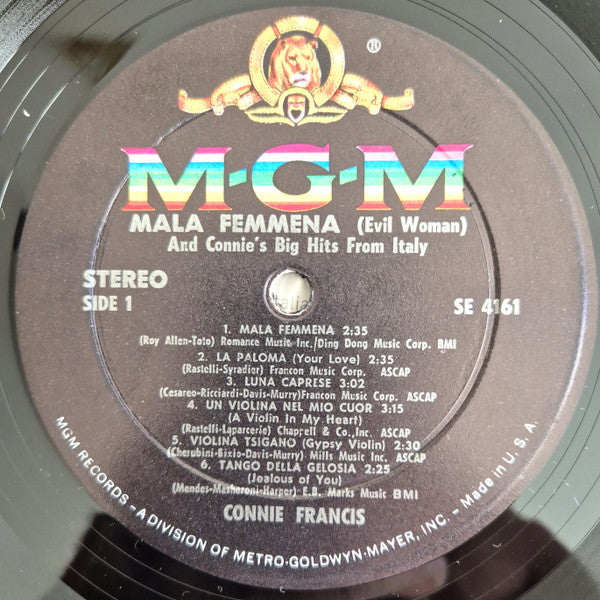 ®
M-G-M
MALA FEMMENA (Evil Woman)
And Connie's Big Hits From Italy
STEREO
SIDE 1
SE 4161
1. MALA FEMMENA 2:35
(Roy Allen-Toto) Romance Music Inc./Ding Dong Music Corp. BMI
2. LA PALOMA (Your Love) 2:35
(Rastelli-Syradier) Francon Music Corp. ASCAP
3. LUNA CAPRESE 3:02
(Cesareo-Ricciardi-Davis-Murry) Francon Music Corp. ASCAP
4. UN VIOLINA NEL MIO CUOR 3:15
(A Violin In My Heart)
(Rastelli-Laparcerie) Chappell & Co., Inc. ASCAP
5. VIOLINA TSIGANO (Gypsy Violin) 2:30
(Cherubini-Bixio-Davis-Murry) Mills Music Inc. ASCAP
6. TANGO DELLA GELOSIA 2:25
(Jealous of You)
(Mendes-Masheroni-Harper) E.B. Marks Music BMI
CONNIE FRANCIS
MGM RECORDS – A DIVISION OF METRO-GOLDWYN-MAYER, INC. – Made in U.S.A.